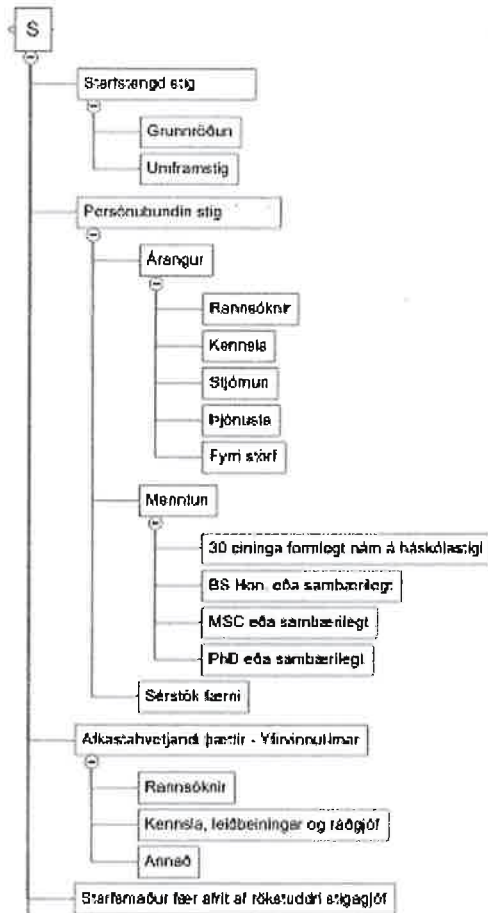 S
Starfstengd stig
Grunnröðun
Umframstig
Persónubundin stig
Árangur
Rannsóknir
Kennsla
Stjórnun
Þjónusta
Fyrri störf
Menntun
30 eininga formlegt nám á háskólastigi
BS Hon. eða sambærilegt
MSC eða sambærilegt
PhD eða sambærilegt
Sérstök færni
Afkastahvetjandi þættir - Yfirvinnutímar
Rannsóknir
Kennsla, leiðbeiningar og ráðgjöf
Annað
Starfsmaður fær afrit af rökstuddri stigagjöf